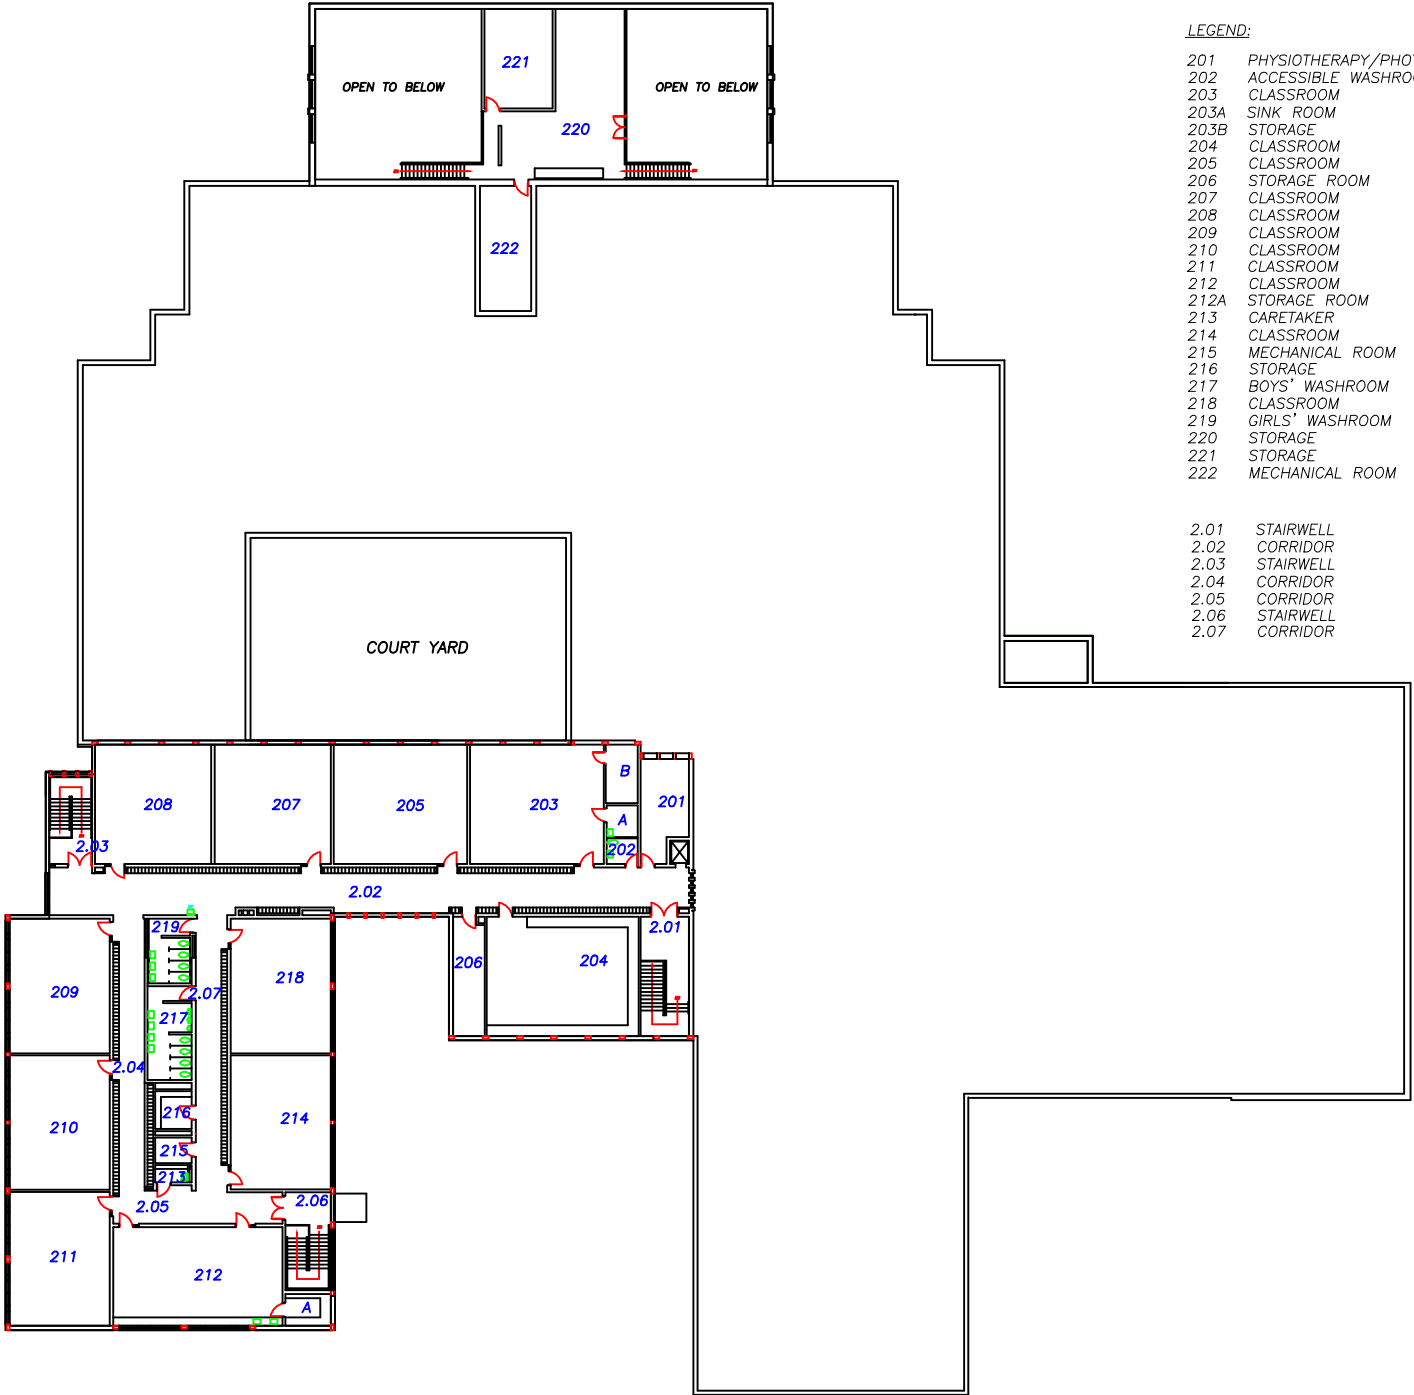 LEGEND:
201 PHYSIOTHERAPY/PHO
202 ACCESSIBLE
203 CLASSROOM
203A SINK ROOM
203B STORAGE
204 CLASSROOM
205 CLASSROOM
206 STORAGE ROOM
207 CLASSROOM
208 CLASSROOM
209 CLASSROOM
210 CLASSROOM
211 CLASSROOM
212 CLASSROOM
212A STORAGE ROOM
213 CARETAKER
214 CLASSROOM
215 MECHANICAL ROOM
216 STORAGE
217 BOYS' WASHROOM
218 CLASSROOM
219 GIRLS' WASHROOM
220 STORAGE
221 STORAGE
222 MECHANICAL ROOM
2.01 STAIRWELL
2.02 CORRIDOR
2.03 STAIRWELL
2.04 CORRIDOR
2.05 CORRIDOR
2.06 STAIRWELL
2.07 CORRIDOR
221
OPEN TO BELOW
OPEN TO BELOW
220
222
COURT YARD
B
208
207
205
203
201
A
2.03
202
2.02
219
2.01
206
204
218
209
2.07
217
2.04
216
214
210
215
213
2.05
2.06
211
212
A